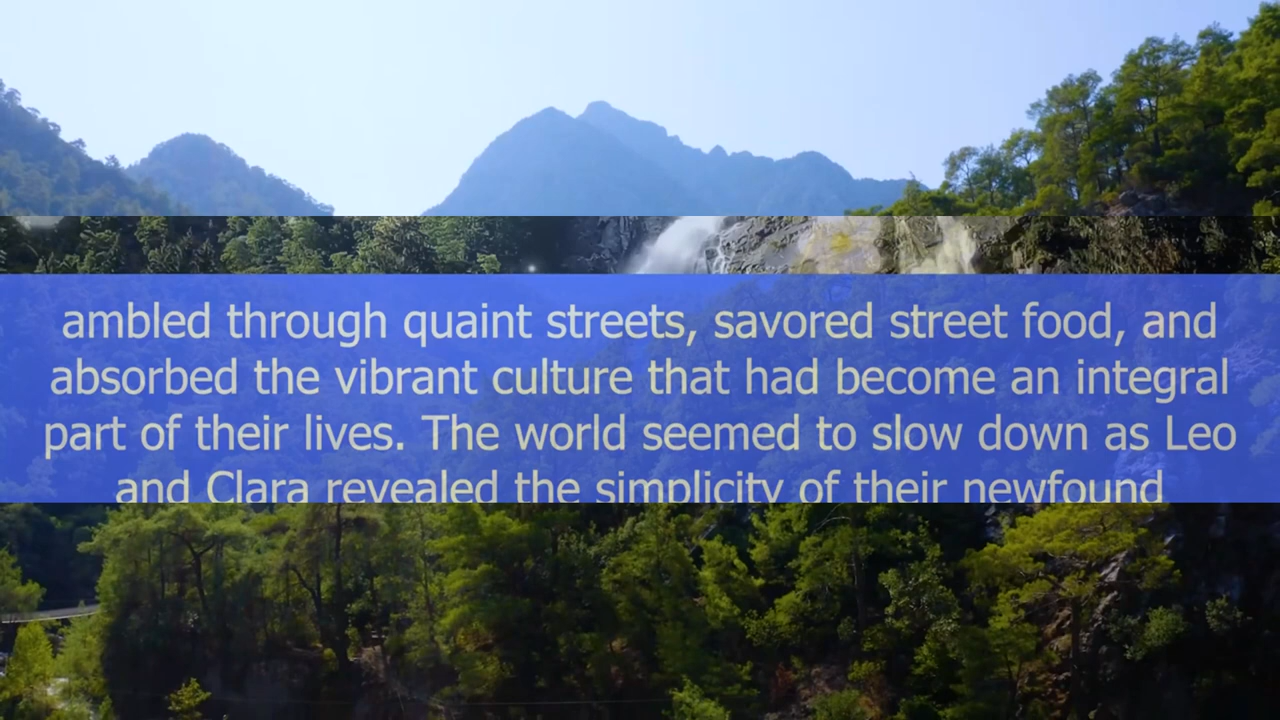 ambled through quaint streets, savored street food, and
absorbed the vibrant culture that had become an integral
part of their lives. The world seemed to slow down as Leo
and Clara revealed the simplicity of their newfound